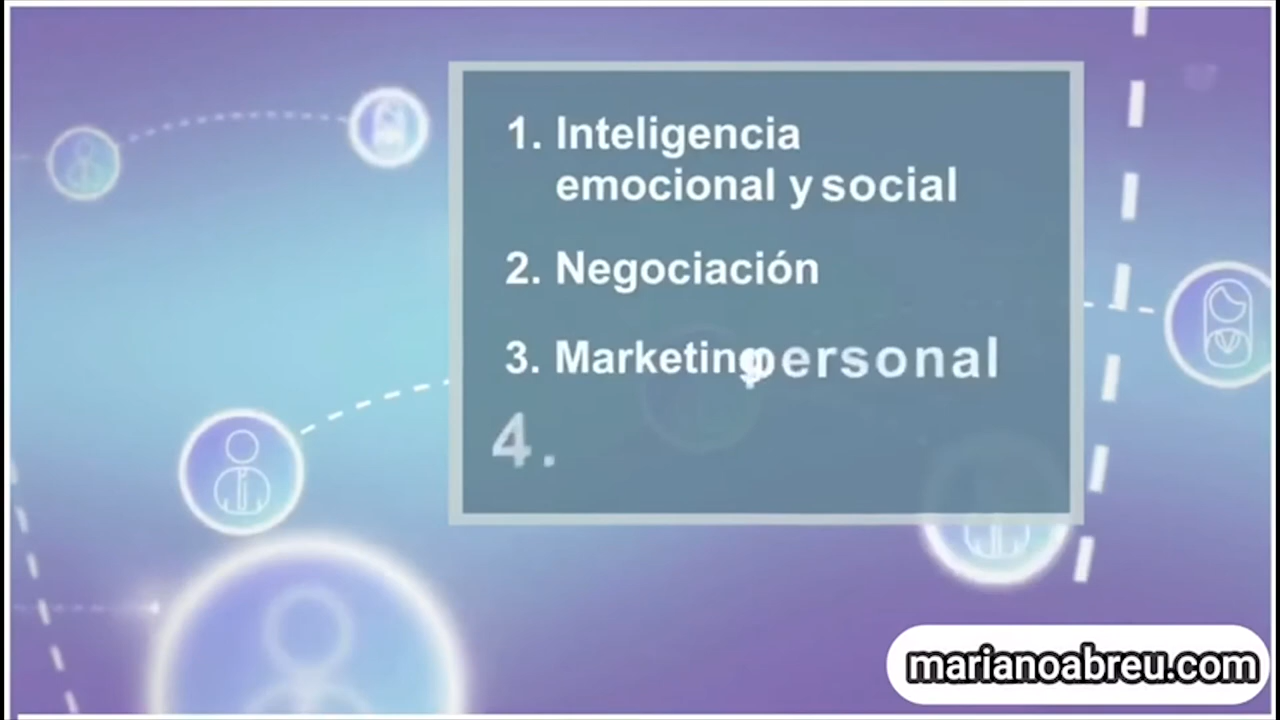 1. Inteligencia
emocional y social
2. Negociación
3. Marketing personal
4.
marianoabreu.com